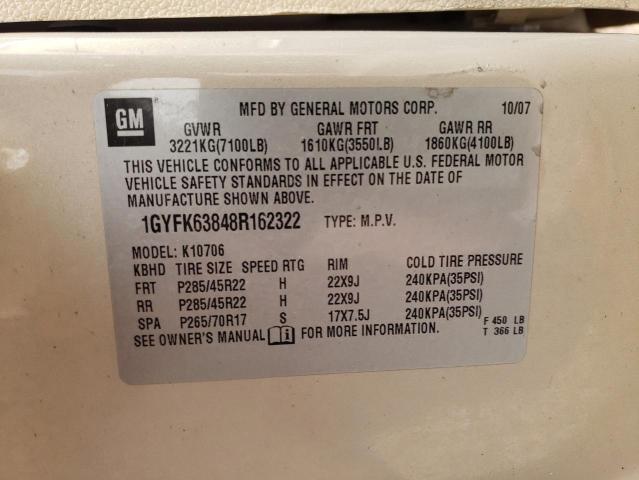 GM
MFD BY GENERAL MOTORS CORP. 10/07
GVWR GAWR FRT GAWR RR
3221KG(7100LB) 1610KG(3550LB) 1860KG(4100LB)
THIS VEHICLE CONFORMS TO ALL APPLICABLE U.S. FEDERAL MOTOR
VEHICLE SAFETY STANDARDS IN EFFECT ON THE DATE OF
MANUFACTURE SHOWN ABOVE.
1GYFK63848R162322 TYPE: M.P.V.
MODEL: K10706
KBHD TIRE SIZE SPEED RTG RIM COLD TIRE PRESSURE
FRT P285/45R22 H 22X9J 240KPA(35PSI)
RR P285/45R22 H 22X9J 240KPA(35PSI)
SPA P265/70R17 S 17X7.5J 240KPA(35PSI)
F 450 LB
T 366 LB
SEE OWNER'S MANUAL FOR MORE INFORMATION.